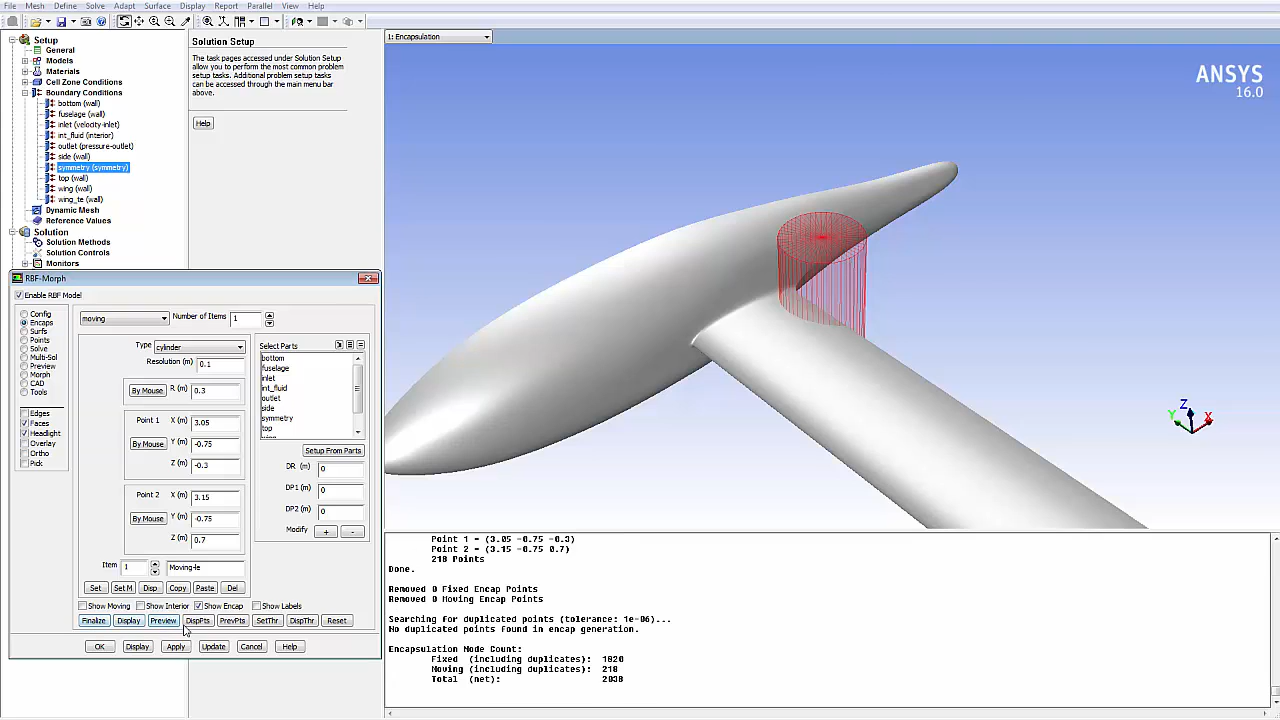 File Mesh Define Solve Adapt Surface Display Report Parallel View Help
Setup
General
Models
Materials
Cell Zone Conditions
Boundary Conditions
bottom (wall)
fuselage (wall)
inlet (velocity-inlet)
int_fluid (interior)
outlet (pressure-outlet)
side (wall)
symmetry (symmetry)
top (wall)
wing (wall)
wing_te (wall)
Dynamic Mesh
Reference Values
Solution
Solution Methods
Solution Controls
Monitors
Solution Setup
The task pages accessed under Solution Setup
allow you to perform the most common problem
setup tasks. Additional problem setup tasks
can be accessed through the main menu bar
above.
Help
1: Encapsulation
ANSYS
16.0
Z
Y
X
RBF-Morph
Enable RBF Model
Config
Encaps
Surfs
Points
Solve
Multi-Sol
Preview
Morph
CAD
Tools
Edges
Faces
Headlight
Overlay
Ortho
Pick
moving
Number of Items 1
Type cylinder
Resolution (m) 0.1
By Mouse R (m) 0.3
Point 1 X (m) 3.05
By Mouse Y (m) -0.75
Z (m) -0.3
Point 2 X (m) 3.15
By Mouse Y (m) -0.75
Z (m) 0.7
Item 1 Moving-le
Set Set M Disp Copy Paste Del
Select Parts
bottom
fuselage
inlet
int_fluid
outlet
side
symmetry
top
Setup From Parts
DR (m) 0
DP1 (m) 0
DP2 (m) 0
Modify + -
Show Moving Show Interior Show Encap Show Labels
Finalize Display Preview DispPts PrevPts SetThr DispThr Reset
OK Display Apply Update Cancel Help
Point 1 = (3.05 -0.75 -0.3)
Point 2 = (3.15 -0.75 0.7)
218 Points
Done.
Removed 0 Fixed Encap Points
Removed 0 Moving Encap Points
Searching for duplicated points (tolerance: 1e-06)...
No duplicated points found in encap generation.
Encapsulation Node Count:
Fixed (including duplicates): 1820
Moving (including duplicates): 218
Total (net): 2038